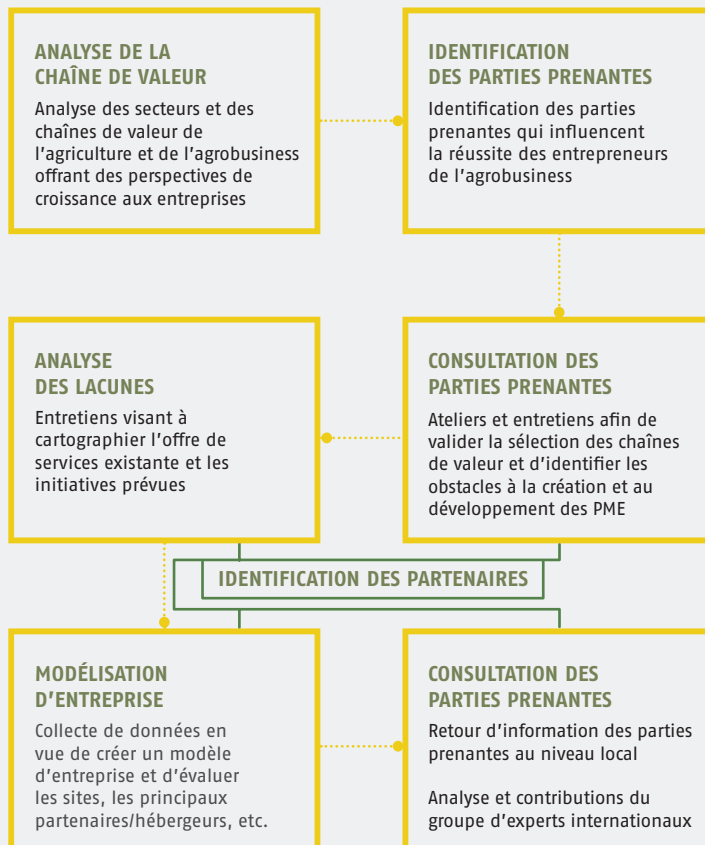 ANALYSE DE LA
CHAÎNE DE VALEUR
Analyse des secteurs et des
chaînes de valeur de
l’agriculture et de l’agrobusiness
offrant des perspectives de
croissance aux entreprises
IDENTIFICATION
DES PARTIES PRENANTES
Identification des parties
prenantes qui influencent
la réussite des entrepreneurs
de l’agrobusiness
CONSULTATION DES
PARTIES PRENANTES
Ateliers et entretiens afin de
valider la sélection des chaînes
de valeur et d’identifier les
obstacles à la création et au
développement des PME
ANALYSE
DES LACUNES
Entretiens visant à
cartographier l’offre de
services existante et les
initiatives prévues
IDENTIFICATION DES PARTENAIRES
MODÉLISATION
D’ENTREPRISE
Collecte de données en
vue de créer un modèle
d’entreprise et d’évaluer
les sites, les principaux
partenaires/hébergeurs, etc.
CONSULTATION DES
PARTIES PRENANTES
Retour d’information des parties
prenantes au niveau local
Analyse et contributions du
groupe d’experts internationaux